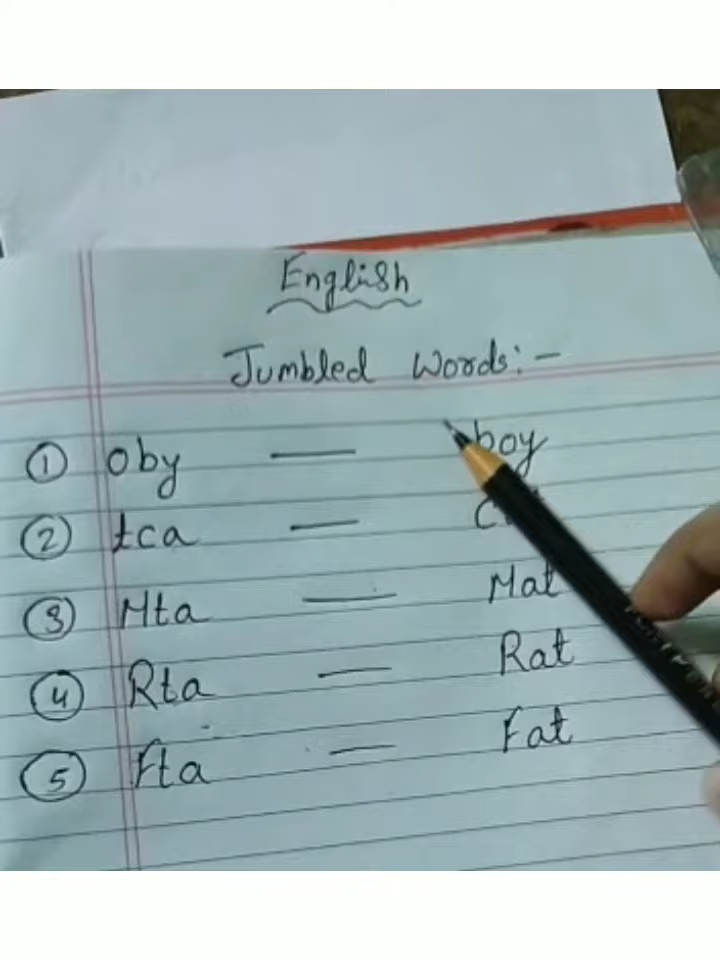 English
Jumbled Words:-
① oby — boy
② tca —
③ Mta — Mat
④ Rta — Rat
⑤ Fta — Fat